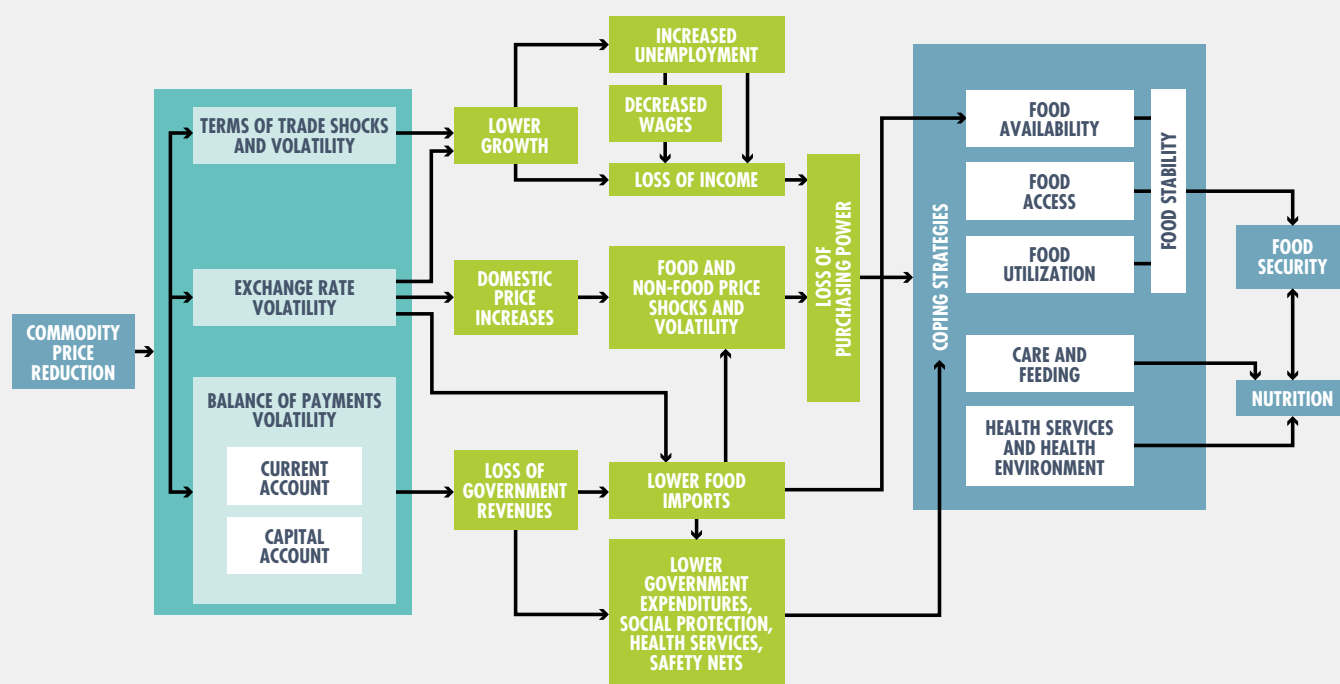 COMMODITY
PRICE
REDUCTION
TERMS OF TRADE SHOCKS
AND VOLATILITY
EXCHANGE RATE
VOLATILITY
BALANCE OF PAYMENTS
VOLATILITY
CURRENT
ACCOUNT
CAPITAL
ACCOUNT
LOWER
GROWTH
DOMESTIC
PRICE
INCREASES
LOSS OF
GOVERNMENT
REVENUES
INCREASED
UNEMPLOYMENT
DECREASED
WAGES
LOSS OF INCOME
FOOD AND
NON-FOOD PRICE
SHOCKS AND
VOLATILITY
LOWER FOOD
IMPORTS
LOWER
GOVERNMENT
EXPENDITURES,
SOCIAL PROTECTION,
HEALTH SERVICES,
SAFETY NETS
LOSS OF
PURCHASING POWER
COPING STRATEGIES
FOOD
AVAILABILITY
FOOD
ACCESS
FOOD
UTILIZATION
FOOD STABILITY
CARE AND
FEEDING
HEALTH SERVICES
AND HEALTH
ENVIRONMENT
FOOD
SECURITY
NUTRITION